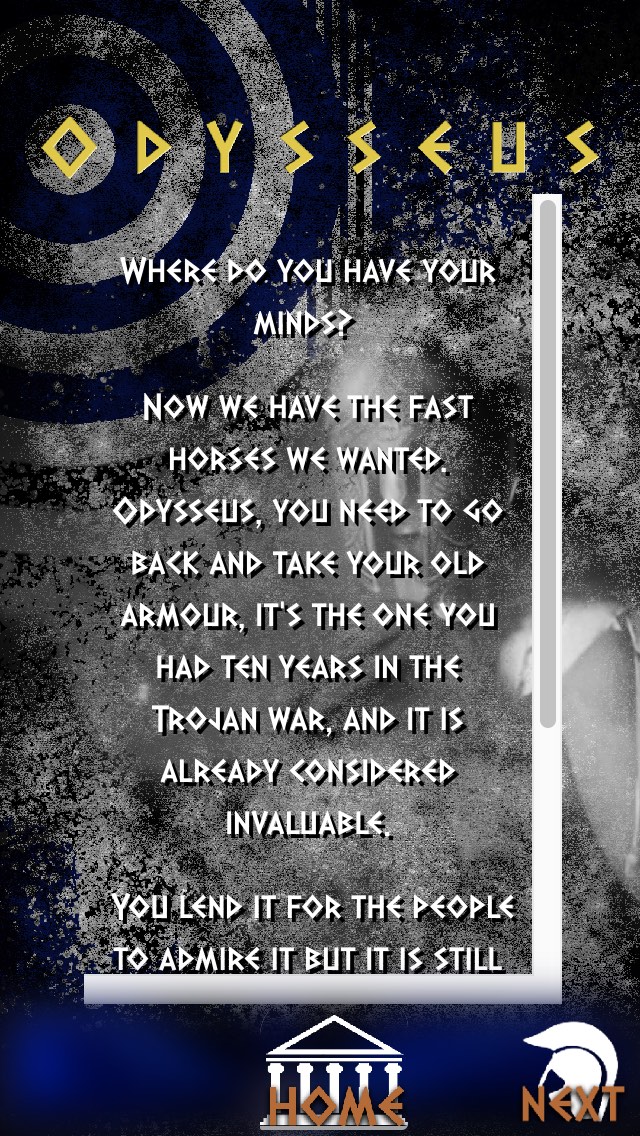 Odysseus
Where do you have your
minds?
Now we have the fast
horses we wanted.
Odysseus, you need to go
back and take your old
armour, it's the one you
had ten years in the
Trojan war, and it is
already considered
invaluable.
You lend it for the people
to admire it but it is still
HOME
NEXT